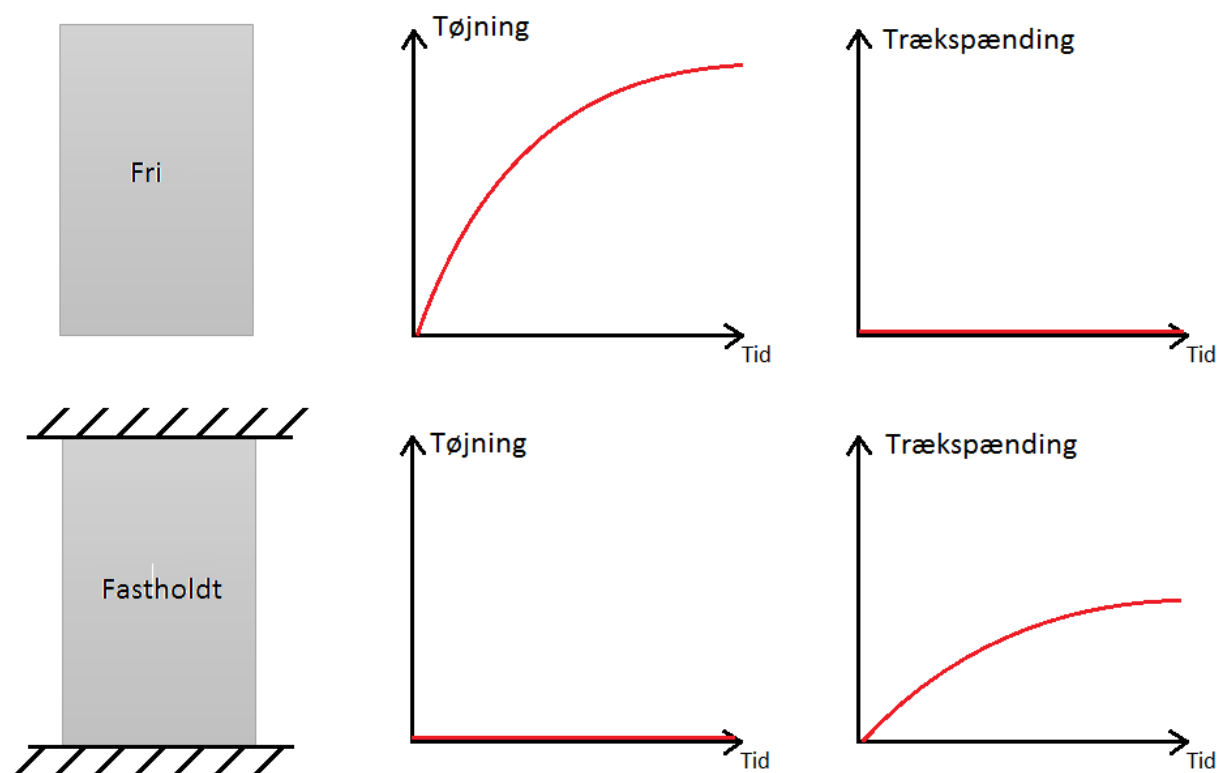 Tøjning
Trækspænding
Fri
Tid
Tid
Tøjning
Trækspænding
Fastholdt
Tid
Tid